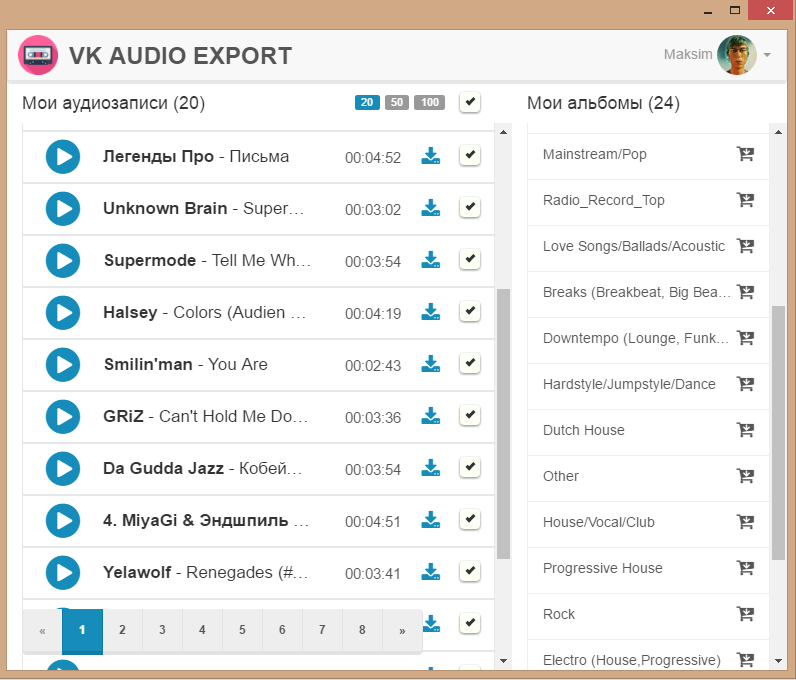 VK AUDIO EXPORT
Maksim
Мои аудиозаписи (20)
20 50 100
Легенды Про - Письма 00:04:52
Unknown Brain - Super… 00:03:02
Supermode - Tell Me Wh… 00:03:54
Halsey - Colors (Audien … 00:04:19
Smilin'man - You Are 00:02:43
GRiZ - Can't Hold Me Do… 00:03:36
Da Gudda Jazz - Кобей… 00:03:54
4. MiyaGi & Эндшпиль … 00:04:51
Yelawolf - Renegades (#… 00:03:41
« 1 2 3 4 5 6 7 8 »
Мои альбомы (24)
Mainstream/Pop
Radio_Record_Top
Love Songs/Ballads/Acoustic
Breaks (Breakbeat, Big Bea…
Downtempo (Lounge, Funk…
Hardstyle/Jumpstyle/Dance
Dutch House
Other
House/Vocal/Club
Progressive House
Rock
Electro (House,Progressive)